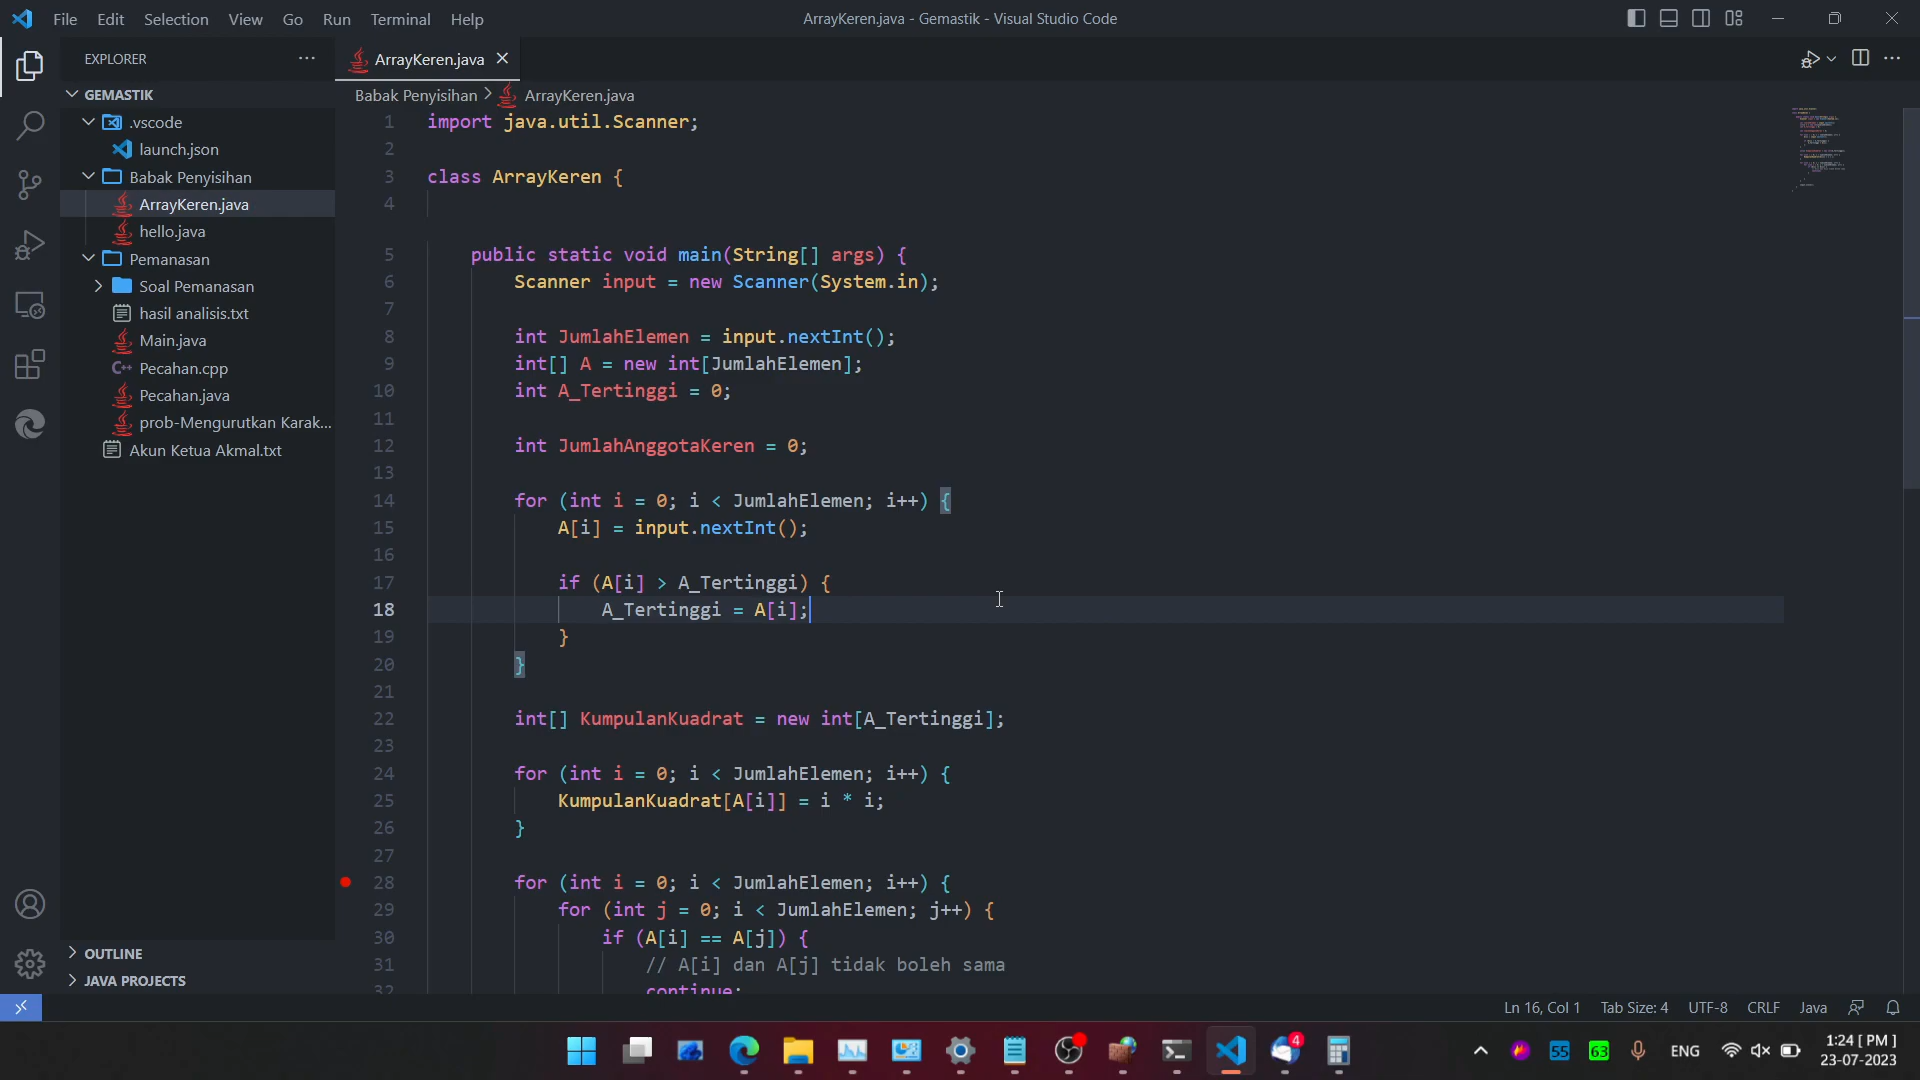 File Edit Selection View Go Run Terminal Help
ArrayKeren.java - Gemastik - Visual Studio Code
EXPLORER
ArrayKeren.java
GEMASTIK
.vscode
launch.json
Babak Penyisihan
ArrayKeren.java
hello.java
Pemanasan
Soal Pemanasan
hasil analisis.txt
Main.java
Pecahan.cpp
Pecahan.java
prob-Mengurutkan Karak...
Akun Ketua Akmal.txt
OUTLINE
JAVA PROJECTS
Babak Penyisihan > ArrayKeren.java
1 import java.util.Scanner;
2
3 class ArrayKeren {
4
5 public static void main(String[] args) {
6 Scanner input = new Scanner(System.in);
7
8 int JumlahElemen = input.nextInt();
9 int[] A = new int[JumlahElemen];
10 int A_Tertinggi = 0;
11
12 int JumlahAnggotaKeren = 0;
13
14 for (int i = 0; i < JumlahElemen; i++) {
15 A[i] = input.nextInt();
16
17 if (A[i] > A_Tertinggi) {
18 A_Tertinggi = A[i];
19 }
20 }
21
22 int[] KumpulanKuadrat = new int[A_Tertinggi];
23
24 for (int i = 0; i < JumlahElemen; i++) {
25 KumpulanKuadrat[A[i]] = i * i;
26 }
27
28 for (int i = 0; i < JumlahElemen; i++) {
29 for (int j = 0; i < JumlahElemen; j++) {
30 if (A[i] == A[j]) {
31 // A[i] dan A[j] tidak boleh sama
32 continue;
Ln 16, Col 1 Tab Size: 4 UTF-8 CRLF Java
4
55 63 ENG
1:24 [ PM ]
23-07-2023